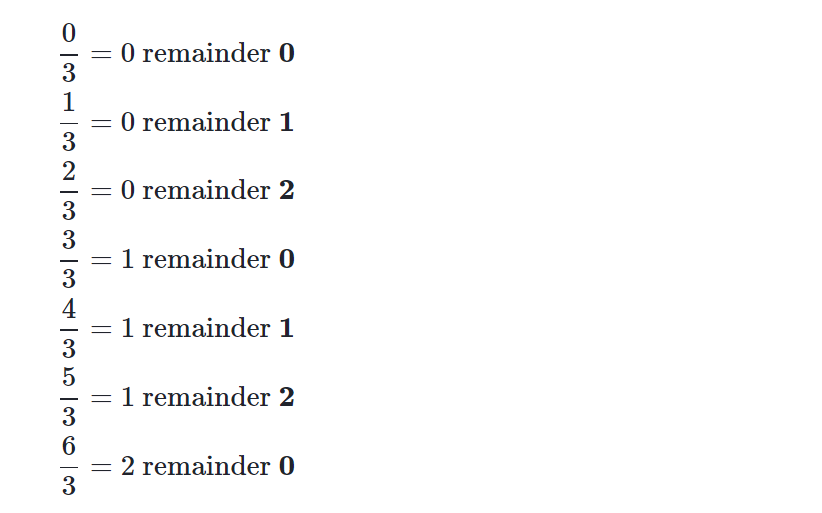 0/3 = 0 remainder 0
1/3 = 0 remainder 1
2/3 = 0 remainder 2
3/3 = 1 remainder 0
4/3 = 1 remainder 1
5/3 = 1 remainder 2
6/3 = 2 remainder 0